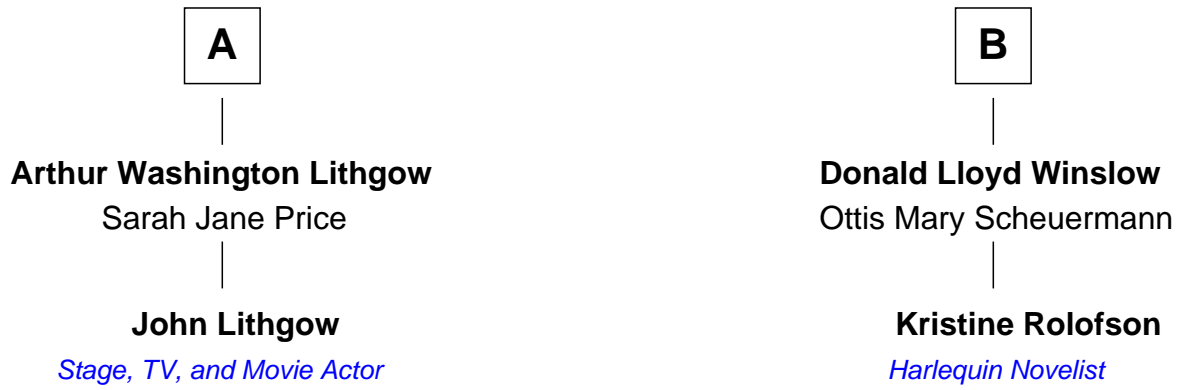 A
B
Arthur Washington Lithgow
Sarah Jane Price
John Lithgow
Stage, TV, and Movie Actor
Donald Lloyd Winslow
Ottis Mary Scheuermann
Kristine Rolofson
Harlequin Novelist